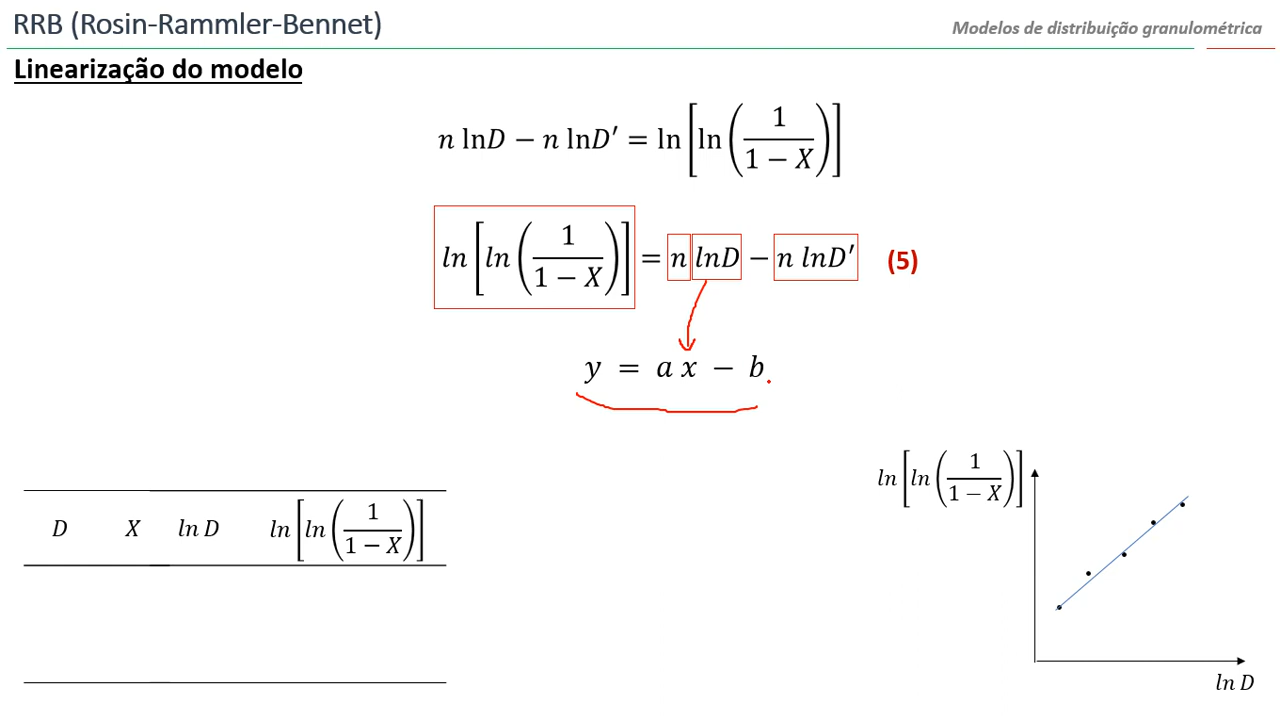 RRB (Rosin-Rammler-Bennet)
Modelos de distribuição granulométrica
Linearização do modelo
n lnD − n lnD′ = ln[ln(1/(1 − X))]
ln[ln(1/(1 − X))] = n lnD − n lnD′ (5)
y = a x − b
D X ln D ln[ln(1/(1 − X))]
ln[ln(1/(1 − X))]
ln D